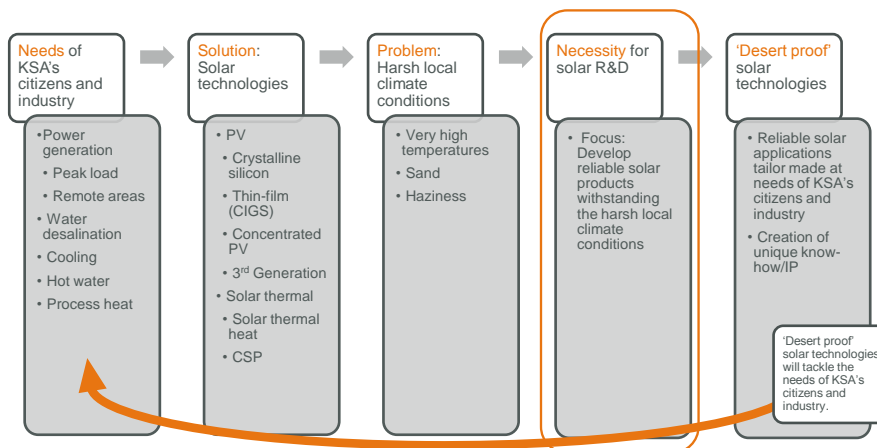 Needs of
KSA's
citizens and
industry
•Power
generation
• Peak load
• Remote areas
• Water
desalination
• Cooling
• Hot water
• Process heat
Solution:
Solar
technologies
• PV
• Crystalline
silicon
• Thin-film
(CIGS)
• Concentrated
PV
• 3rd Generation
• Solar thermal
• Solar thermal
heat
• CSP
Problem:
Harsh local
climate
conditions
• Very high
temperatures
• Sand
• Haziness
Necessity for
solar R&D
• Focus:
Develop
reliable solar
products
withstanding
the harsh local
climate
conditions
‘Desert proof’
solar
technologies
• Reliable solar
applications
tailor made at
needs of KSA's
citizens and
industry
• Creation of
unique know-
how/IP
‘Desert proof’
solar technologies
will tackle the
needs of KSA's
citizens and
industry.